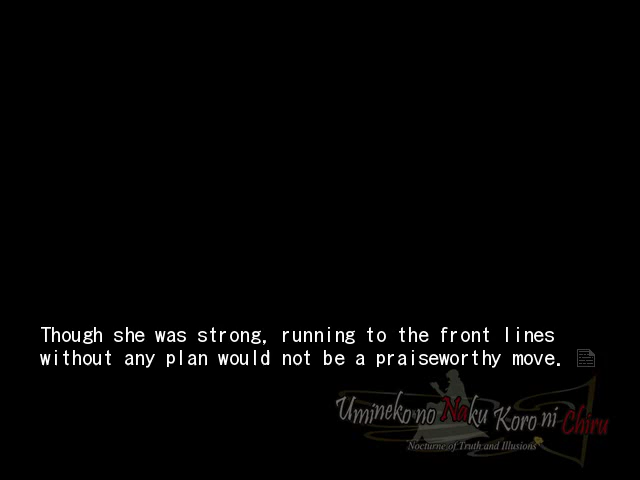 Though she was strong, running to the front lines
without any plan would not be a praiseworthy move.
Umineko no Naku Koro ni Chiru
Nocturne of Truth and Illusions